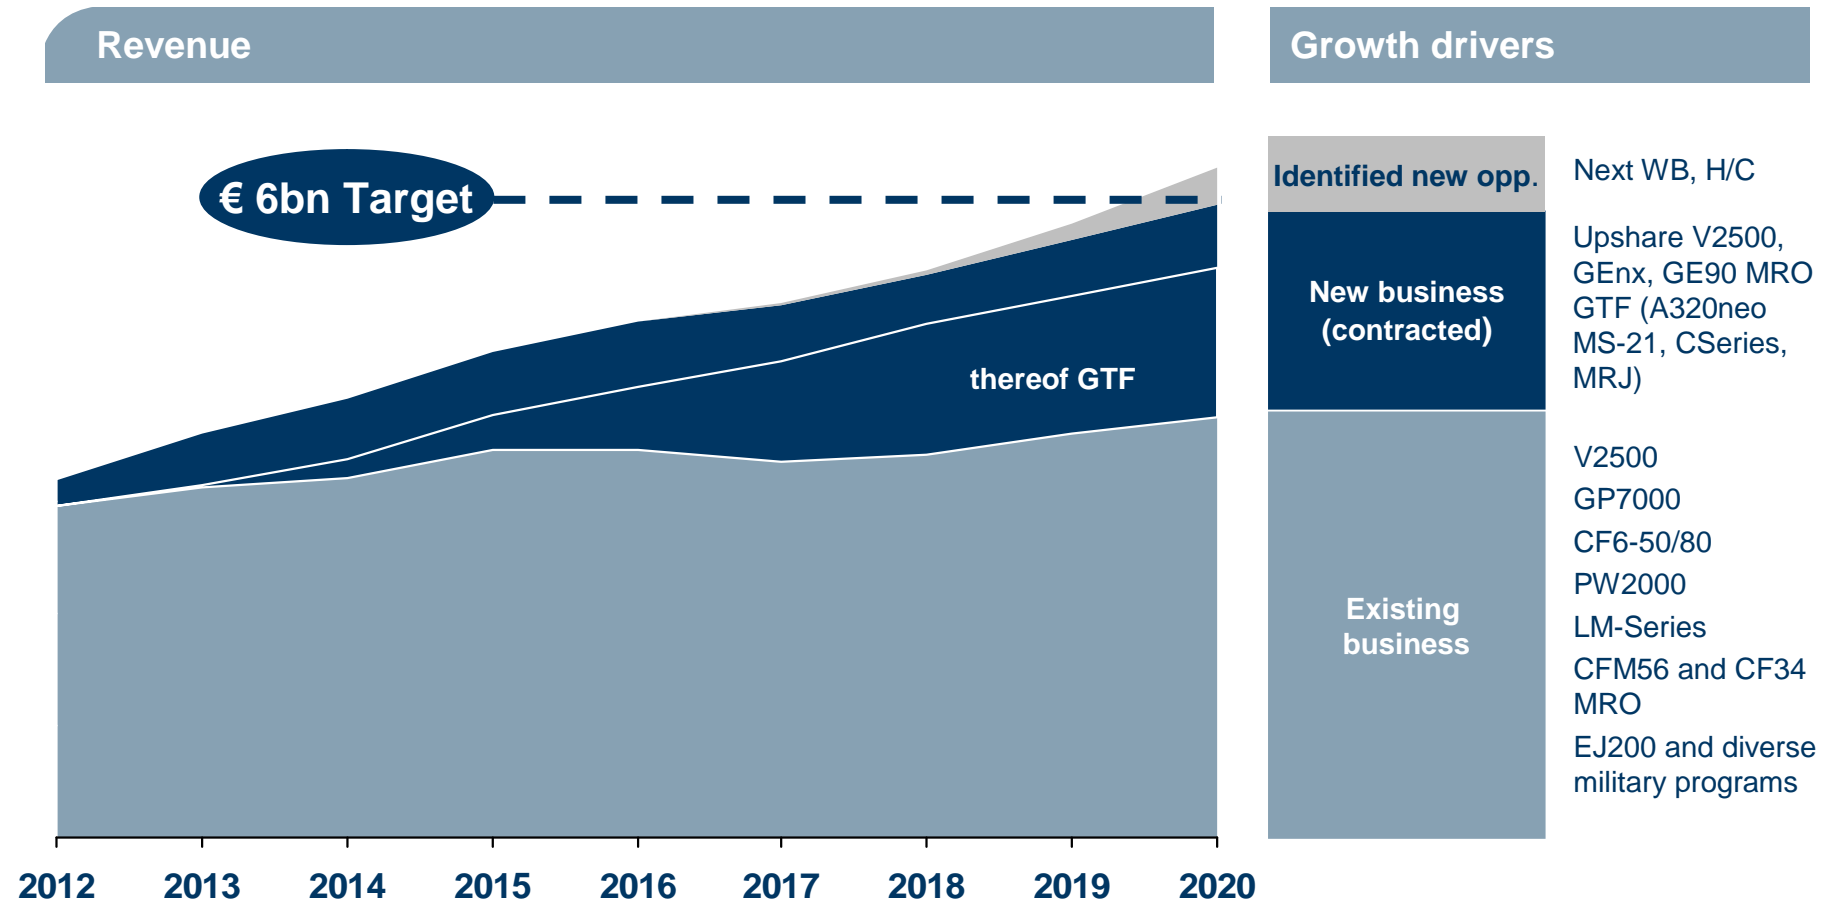 Revenue
Growth drivers
€ 6bn Target
thereof GTF
2012 2013 2014 2015 2016 2017 2018 2019 2020
Identified new opp.
Next WB, H/C
New business
(contracted)
Upshare V2500,
GEnx, GE90 MRO
GTF (A320neo
MS-21, CSeries,
MRJ)
Existing
business
V2500
GP7000
CF6-50/80
PW2000
LM-Series
CFM56 and CF34
MRO
EJ200 and diverse
military programs